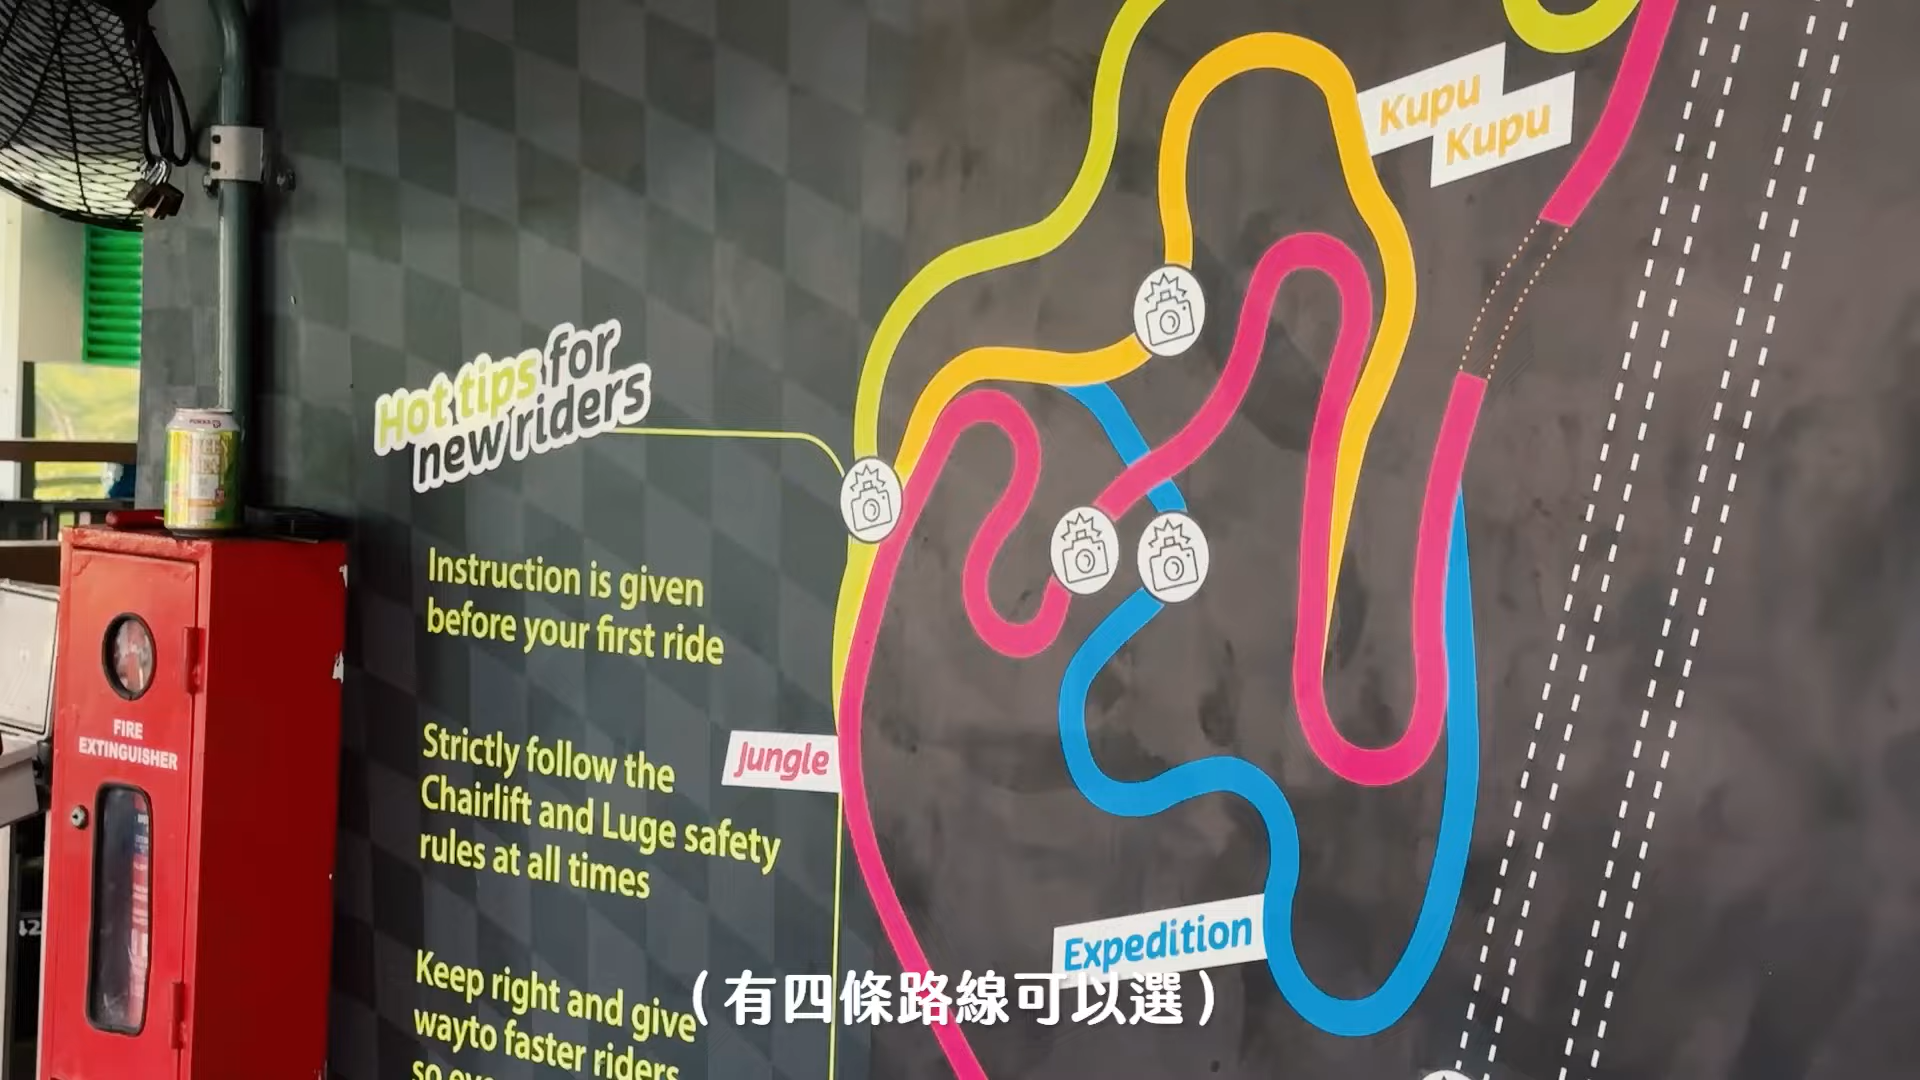 Kupu
Kupu
Hot tips for
new riders
Instruction is given
before your first ride
Strictly follow the
Chairlift and Luge safety
rules at all times
Keep right and give
wayto faster riders
Jungle
Expedition
FIRE
EXTINGUISHER
(有四條路線可以選)